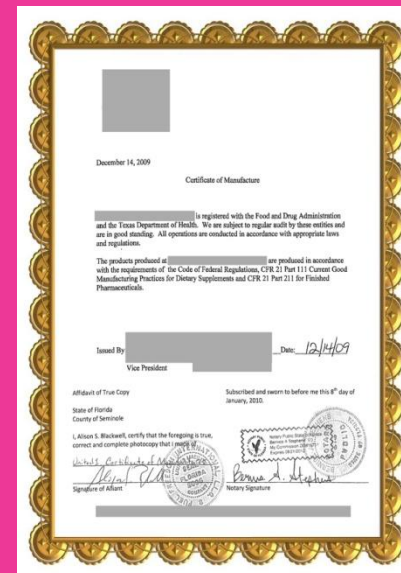 December 14, 2009
Certificate of Manufacture
is registered with the Food and Drug Administration
and the Texas Department of Health. We are subject to regular audit by these entities and
are in good standing. All operations are conducted in accordance with appropriate laws
and regulations.
The products produced at are produced in accordance
with the requirements of the Code of Federal Regulations, CFR 21 Part 111 Current Good
Manufacturing Practices for Dietary Supplements and CFR 21 Part 211 for Finished
Pharmaceuticals.
Issued By Date: 12/14/09
Vice President
Affidavit of True Copy
State of Florida
County of Seminole
I, Alison S. Blackwell, certify that the foregoing is true,
correct and complete photocopy that I made of
Certificate of Manufacture
Signature of Affiant
Subscribed and sworn to before me this 8th day of
January, 2010.
Notary Public State
Notary Signature